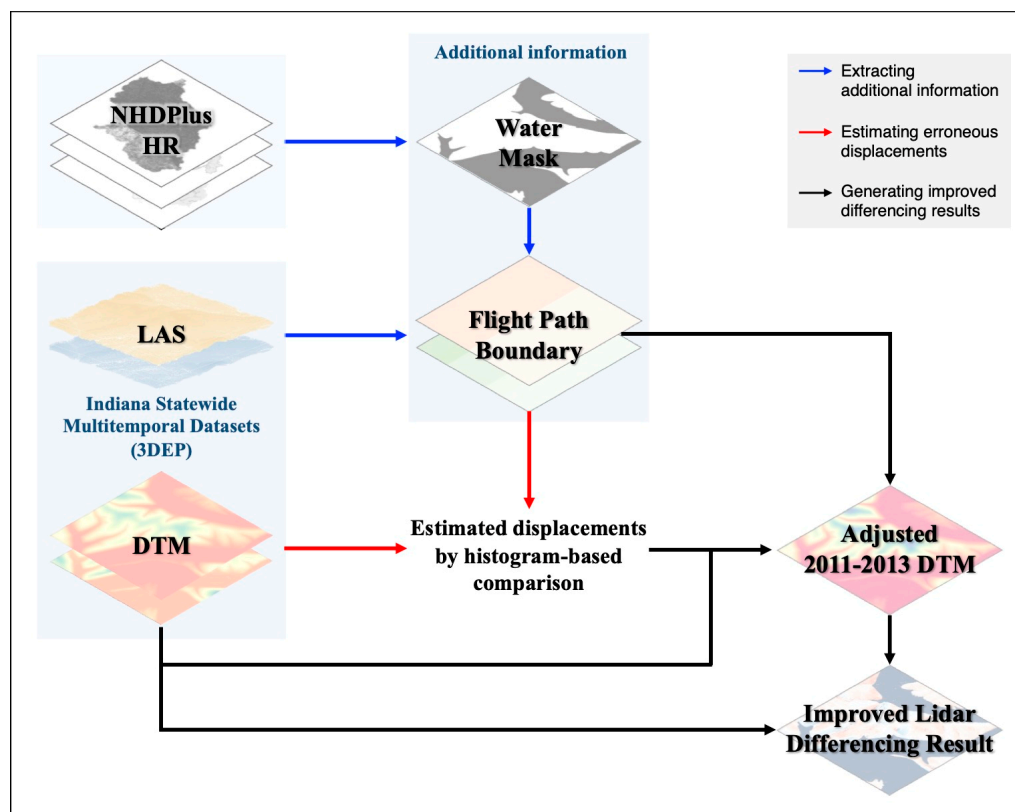 Additional information
NHDPlus
HR
Water
Mask
Extracting
additional information
Estimating erroneous
displacements
Generating improved
differencing results
LAS
Flight Path
Boundary
Indiana Statewide
Multitemporal Datasets
(3DEP)
DTM
Estimated displacements
by histogram-based
comparison
Adjusted
2011-2013 DTM
Improved Lidar
Differencing Result